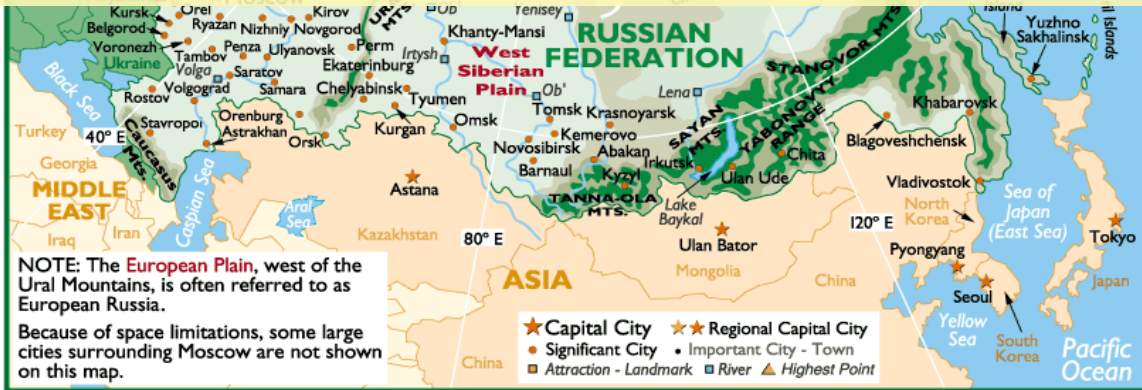 MOSCOW
Island
Kuril Islands
Kursk
Orel
Kirov
URAL
MTS.
Ob'
Yenisey
Yuzhno
Sakhalinsk
Belgorod
Ryazan
Nizhniy Novgorod
Khanty-Mansi
RUSSIAN
FEDERATION
STANOVOR MTS.
Voronezh
Ukraine
Tambov
Penza
Ulyanovsk
Perm
Irtysh
West
Siberian
Plain
Volga
Saratov
Ekaterinburg
Black Sea
Rostov
Volgograd
Samara
Chelyabinsk
Tyumen
Ob'
Lena
Khabarovsk
Tomsk
Krasnoyarsk
SAYAN
MTS.
YABONOVYY
RANGE
Turkey
40° E
Stavropoi
Orenburg
Astrakhan
Orsk
Kurgan
Omsk
Kemerovo
Novosibirsk
Abakan
Irkutsk
Chita
Blagoveshchensk
Georgia
Caucasus
Mts.
Barnaul
Kyzyl
Ulan Ude
Vladivostok
MIDDLE
EAST
Caspian Sea
Aral
Sea
Astana
TANNA-OLA
MTS.
Lake
Baykal
North
Korea
Sea of
Japan
(East Sea)
Iraq
Iran
Kazakhstan
80° E
Ulan Bator
120° E
Tokyo
Pyongyang
NOTE: The European Plain, west of the
Ural Mountains, is often referred to as
European Russia.
Because of space limitations, some large
cities surrounding Moscow are not shown
on this map.
ASIA
Mongolia
China
Seoul
Japan
China
Yellow
Sea
South
Korea
Pacific
Ocean
Capital City
Regional Capital City
Significant City
Important City - Town
Attraction - Landmark
River
Highest Point